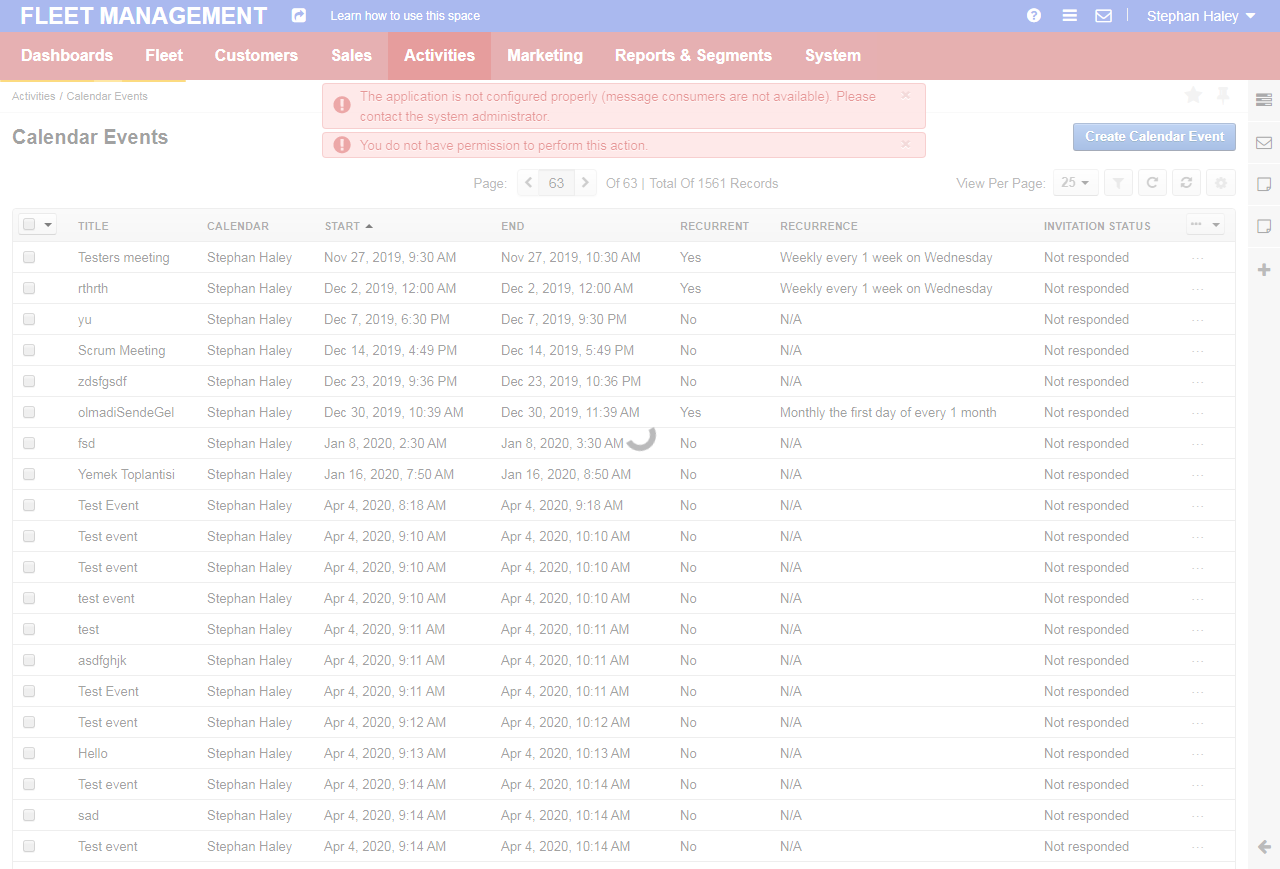 FLEET MANAGEMENT Learn how to use this space Stephan Haley
Dashboards Fleet Customers Sales Activities Marketing Reports & Segments System
Activities / Calendar Events
The application is not configured properly (message consumers are not available). Please
contact the system administrator.
Calendar Events
You do not have permission to perform this action.
Create Calendar Event
Page: 63 Of 63 | Total Of 1561 Records View Per Page: 25
TITLE CALENDAR START END RECURRENT RECURRENCE INVITATION STATUS
Testers meeting Stephan Haley Nov 27, 2019, 9:30 AM Nov 27, 2019, 10:30 AM Yes Weekly every 1 week on Wednesday Not responded
rthrth Stephan Haley Dec 2, 2019, 12:00 AM Dec 2, 2019, 12:00 AM Yes Weekly every 1 week on Wednesday Not responded
yu Stephan Haley Dec 7, 2019, 6:30 PM Dec 7, 2019, 9:30 PM No N/A Not responded
Scrum Meeting Stephan Haley Dec 14, 2019, 4:49 PM Dec 14, 2019, 5:49 PM No N/A Not responded
zdsfgsdf Stephan Haley Dec 23, 2019, 9:36 PM Dec 23, 2019, 10:36 PM No N/A Not responded
olmadiSendeGel Stephan Haley Dec 30, 2019, 10:39 AM Dec 30, 2019, 11:39 AM Yes Monthly the first day of every 1 month Not responded
fsd Stephan Haley Jan 8, 2020, 2:30 AM Jan 8, 2020, 3:30 AM No N/A Not responded
Yemek Toplantisi Stephan Haley Jan 16, 2020, 7:50 AM Jan 16, 2020, 8:50 AM No N/A Not responded
Test Event Stephan Haley Apr 4, 2020, 8:18 AM Apr 4, 2020, 9:18 AM No N/A Not responded
Test event Stephan Haley Apr 4, 2020, 9:10 AM Apr 4, 2020, 10:10 AM No N/A Not responded
Test event Stephan Haley Apr 4, 2020, 9:10 AM Apr 4, 2020, 10:10 AM No N/A Not responded
test event Stephan Haley Apr 4, 2020, 9:10 AM Apr 4, 2020, 10:10 AM No N/A Not responded
test Stephan Haley Apr 4, 2020, 9:11 AM Apr 4, 2020, 10:11 AM No N/A Not responded
asdfghjk Stephan Haley Apr 4, 2020, 9:11 AM Apr 4, 2020, 10:11 AM No N/A Not responded
Test Event Stephan Haley Apr 4, 2020, 9:11 AM Apr 4, 2020, 10:11 AM No N/A Not responded
Test event Stephan Haley Apr 4, 2020, 9:12 AM Apr 4, 2020, 10:12 AM No N/A Not responded
Hello Stephan Haley Apr 4, 2020, 9:13 AM Apr 4, 2020, 10:13 AM No N/A Not responded
Test event Stephan Haley Apr 4, 2020, 9:14 AM Apr 4, 2020, 10:14 AM No N/A Not responded
sad Stephan Haley Apr 4, 2020, 9:14 AM Apr 4, 2020, 10:14 AM No N/A Not responded
Test event Stephan Haley Apr 4, 2020, 9:14 AM Apr 4, 2020, 10:14 AM No N/A Not responded